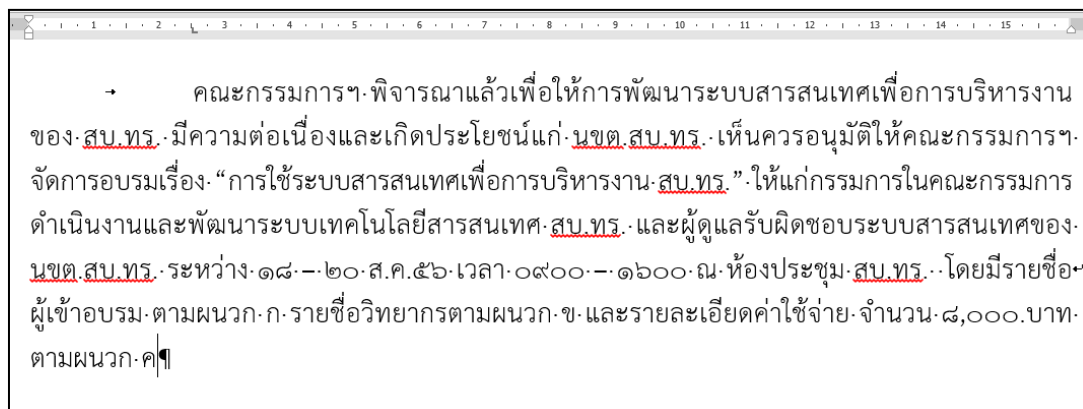 1 2 3 4 5 6 7 8 9 10 11 12 13 14 15
คณะกรรมการฯ พิจารณาแล้วเพื่อให้การพัฒนาระบบสารสนเทศเพื่อการบริหารงาน
ของ สบ.ทร. มีความต่อเนื่องและเกิดประโยชน์แก่ นขต.สบ.ทร. เห็นควรอนุมัติให้คณะกรรมการฯ
จัดการอบรมเรื่อง “การใช้ระบบสารสนเทศเพื่อการบริหารงาน สบ.ทร.” ให้แก่กรรมการในคณะกรรมการ
ดำเนินงานและพัฒนาระบบเทคโนโลยีสารสนเทศ สบ.ทร. และผู้ดูแลรับผิดชอบระบบสารสนเทศของ
นขต.สบ.ทร. ระหว่าง ๑๘ – ๒๐ ส.ค.๕๖ เวลา ๐๙๐๐ – ๑๖๐๐ ณ ห้องประชุม สบ.ทร. โดยมีรายชื่อ
ผู้เข้าอบรม ตามผนวก ก รายชื่อวิทยากรตามผนวก ข และรายละเอียดค่าใช้จ่าย จำนวน ๘,๐๐๐.บาท
ตามผนวก ค